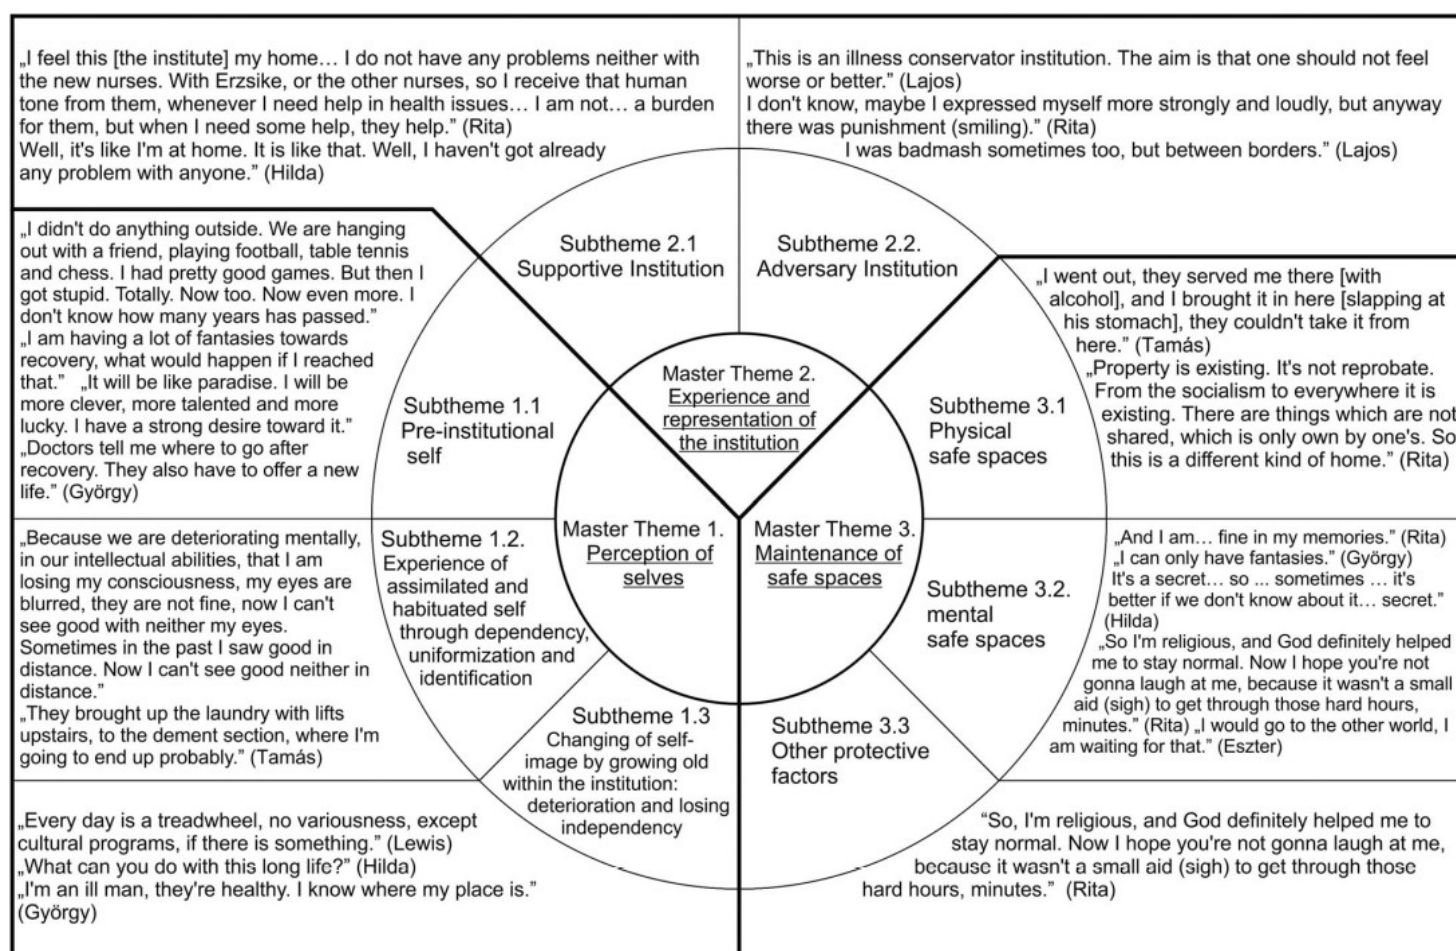 „I feel this [the institute] my home… I do not have any problems neither with
the new nurses. With Erzsike, or the other nurses, so I receive that human
tone from them, whenever I need help in health issues… I am not… a burden
for them, but when I need some help, they help.” (Rita)
Well, it's like I'm at home. It is like that. Well, I haven't got already
any problem with anyone.” (Hilda)
„This is an illness conservator institution. The aim is that one should not feel
worse or better.” (Lajos)
I don't know, maybe I expressed myself more strongly and loudly, but anyway
there was punishment (smiling).” (Rita)
I was badmash sometimes too, but between borders.” (Lajos)
Subtheme 2.1
Supportive Institution
Subtheme 2.2.
Adversary Institution
„I didn't do anything outside. We are hanging
out with a friend, playing football, table tennis
and chess. I had pretty good games. But then I
got stupid. Totally. Now too. Now even more. I
don't know how many years has passed.”
„I am having a lot of fantasies towards
recovery, what would happen if I reached
that.” „It will be like paradise. I will be
more clever, more talented and more
lucky. I have a strong desire toward it.”
„Doctors tell me where to go after
recovery. They also have to offer a new
life.” (György)
Subtheme 1.1
Pre-institutional
self
Master Theme 2.
Experience and
representation of
the institution
Subtheme 3.1
Physical
safe spaces
„I went out, they served me there [with
alcohol], and I brought it in here [slapping at
his stomach], they couldn't take it from
here.” (Tamás)
„Property is existing. It's not reprobate.
From the socialism to everywhere it is
existing. There are things which are not
shared, which is only own by one's. So
this is a different kind of home.” (Rita)
„Because we are deteriorating mentally,
in our intellectual abilities, that I am
losing my consciousness, my eyes are
blurred, they are not fine, now I can't
see good with neither my eyes.
Sometimes in the past I saw good in
distance. Now I can't see good neither in
distance.”
„They brought up the laundry with lifts
upstairs, to the dement section, where I'm
going to end up probably.” (Tamás)
Subtheme 1.2.
Experience of
assimilated and
habituated self
through dependency,
uniformization and
identification
Master Theme 1.
Perception of
selves
Master Theme 3.
Maintenance of
safe spaces
Subtheme 3.2.
mental
safe spaces
„And I am… fine in my memories.” (Rita)
„I can only have fantasies.” (György)
It's a secret… so ... sometimes … it's
better if we don't know about it… secret.”
(Hilda)
„So I'm religious, and God definitely helped
me to stay normal. Now I hope you're not
gonna laugh at me, because it wasn't a small
aid (sigh) to get through those hard hours,
minutes.” (Rita) „I would go to the other world, I
am waiting for that.” (Eszter)
Subtheme 1.3
Changing of self-
image by growing old
within the institution:
deterioration and losing
independency
Subtheme 3.3
Other protective
factors
„Every day is a treadwheel, no variousness, except
cultural programs, if there is something.” (Lewis)
„What can you do with this long life?” (Hilda)
„I'm an ill man, they're healthy. I know where my place is.”
(György)
“So, I'm religious, and God definitely helped me to
stay normal. Now I hope you're not gonna laugh at me,
because it wasn't a small aid (sigh) to get through those
hard hours, minutes.” (Rita)